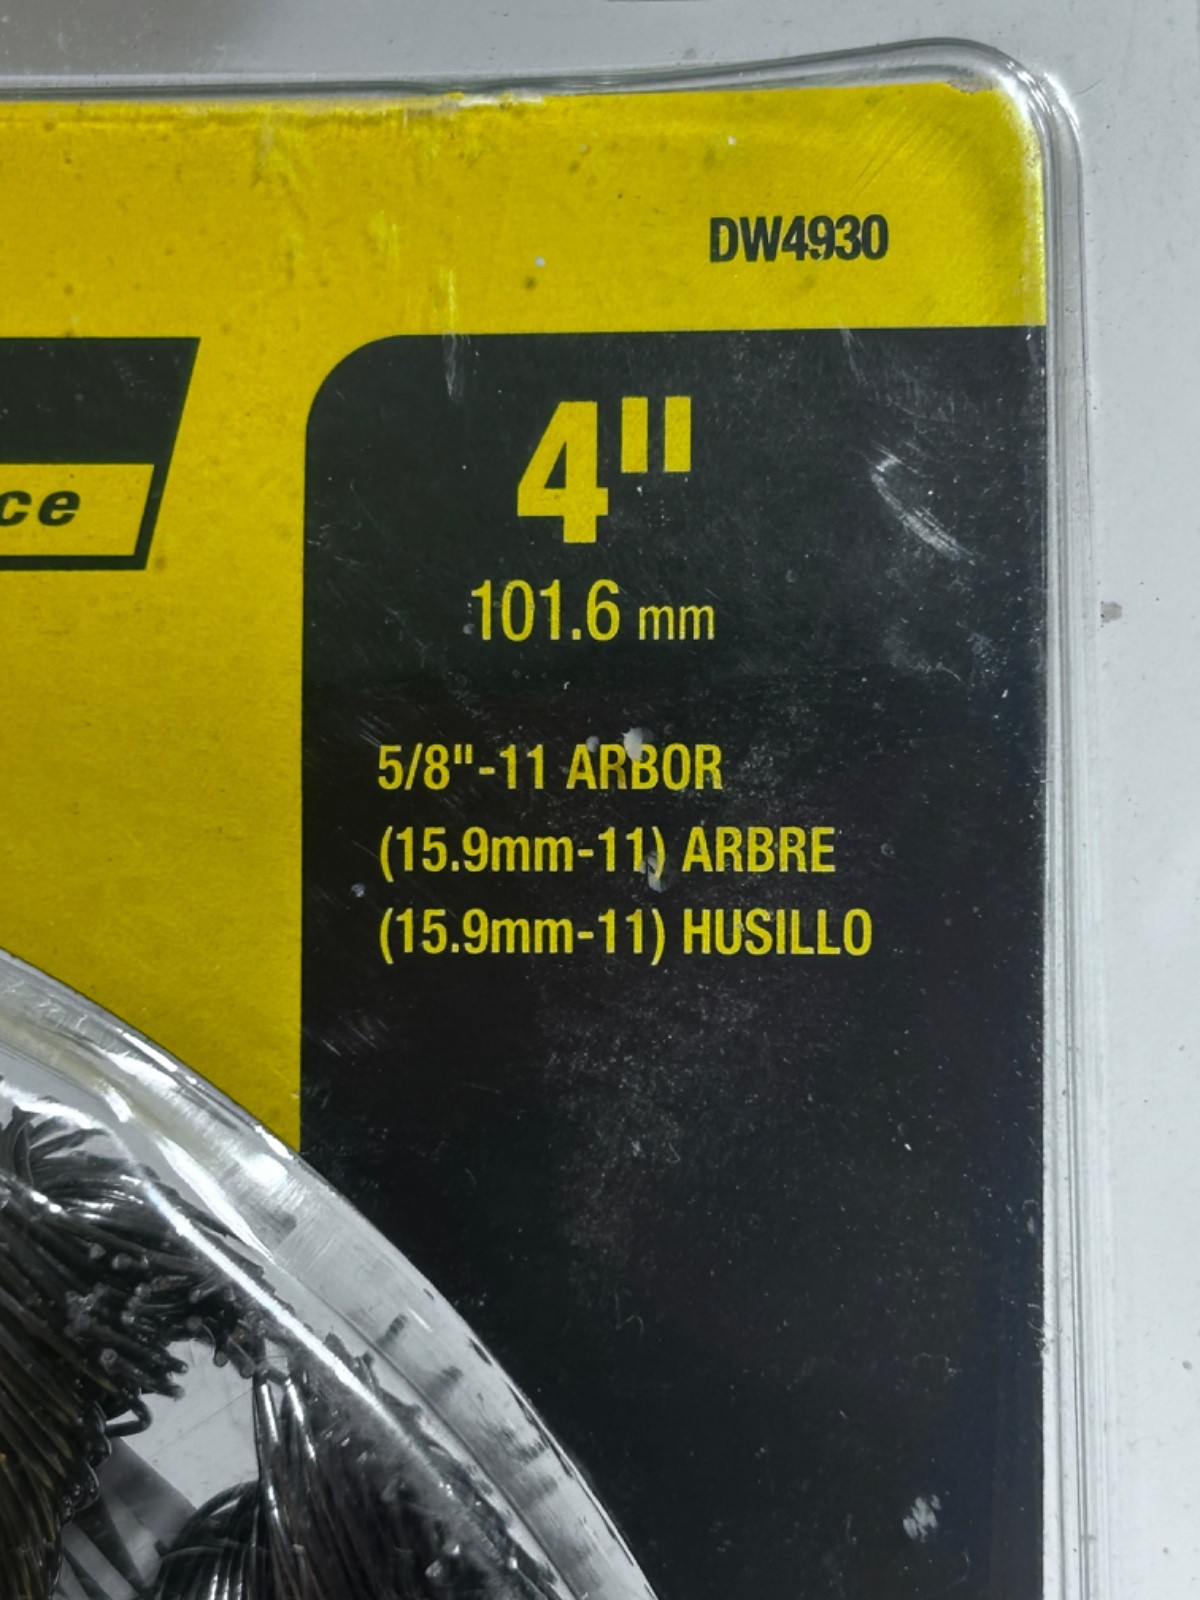 DW4930
4"
ce
101.6 mm
5/8"-11 ARBOR
(15.9mm-11) ARBRE
(15.9mm-11) HUSILLO